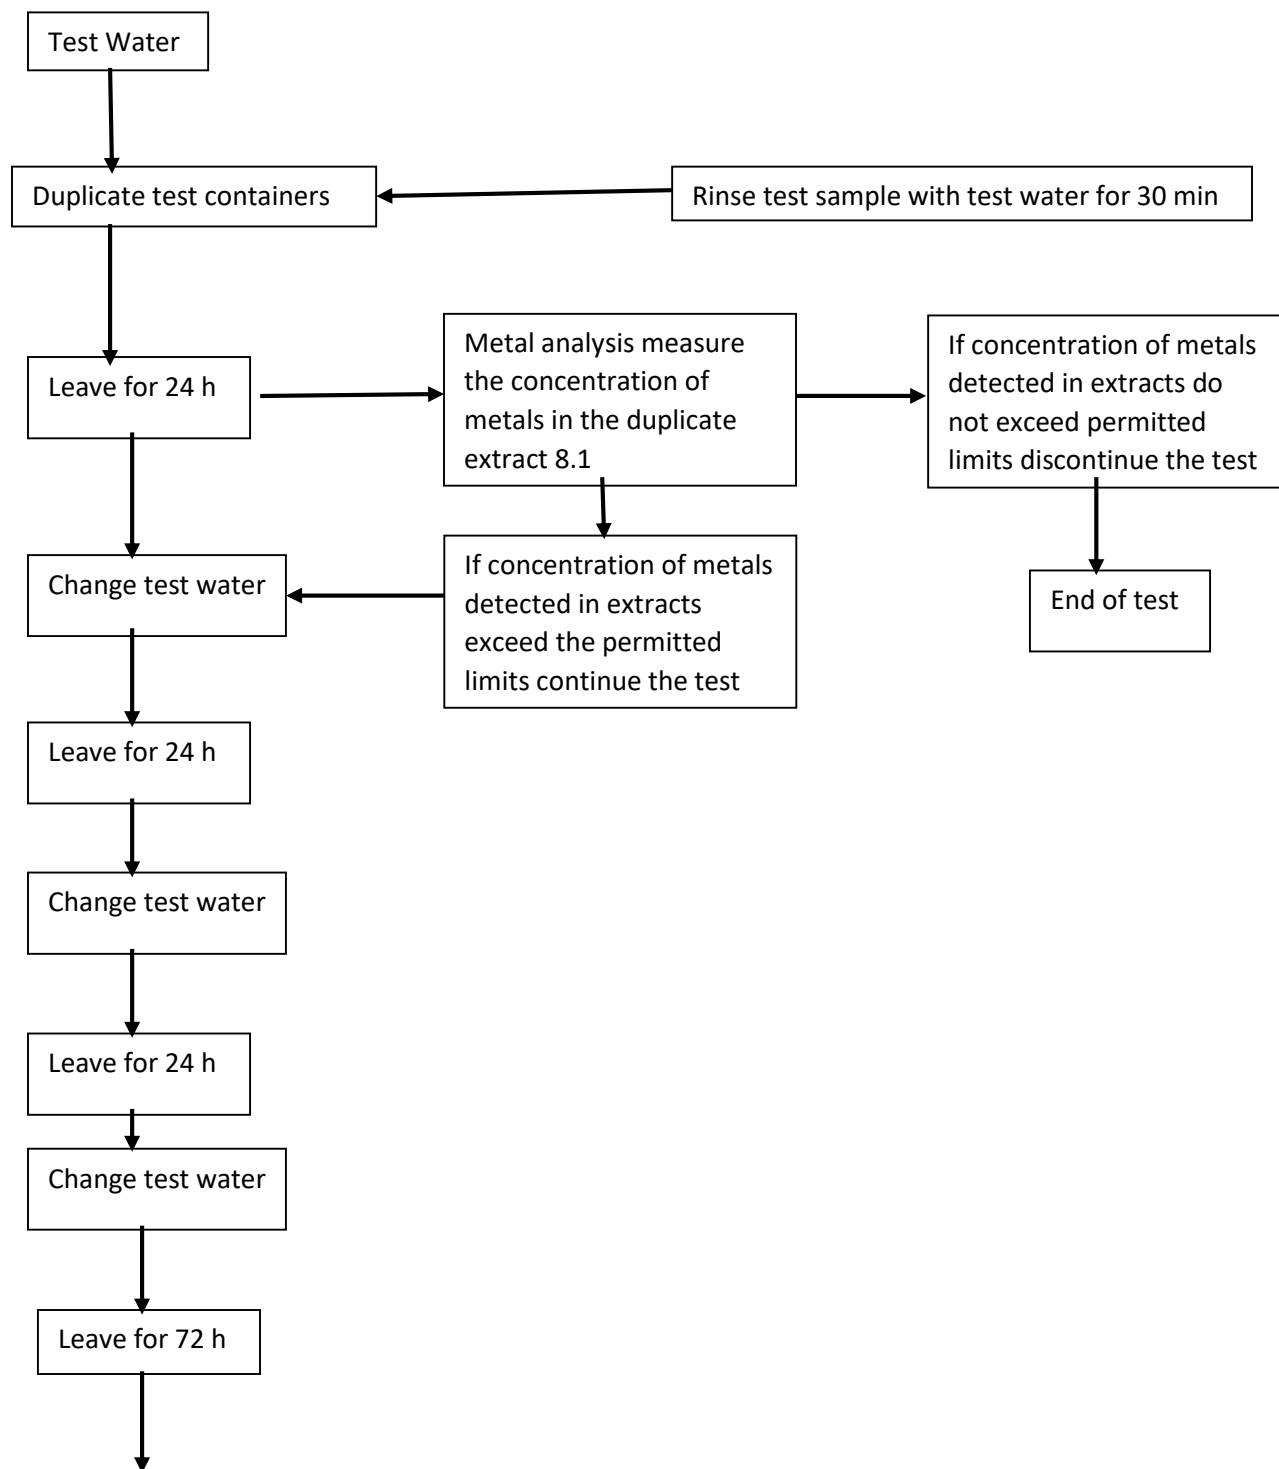 Test Water
Duplicate test containers
Rinse test sample with test water for 30 min
Leave for 24 h
Metal analysis measure
the concentration of
metals in the duplicate
extract 8.1
If concentration of metals
detected in extracts do
not exceed permitted
limits discontinue the test
Change test water
If concentration of metals
detected in extracts
exceed the permitted
limits continue the test
End of test
Leave for 24 h
Change test water
Leave for 24 h
Change test water
Leave for 72 h